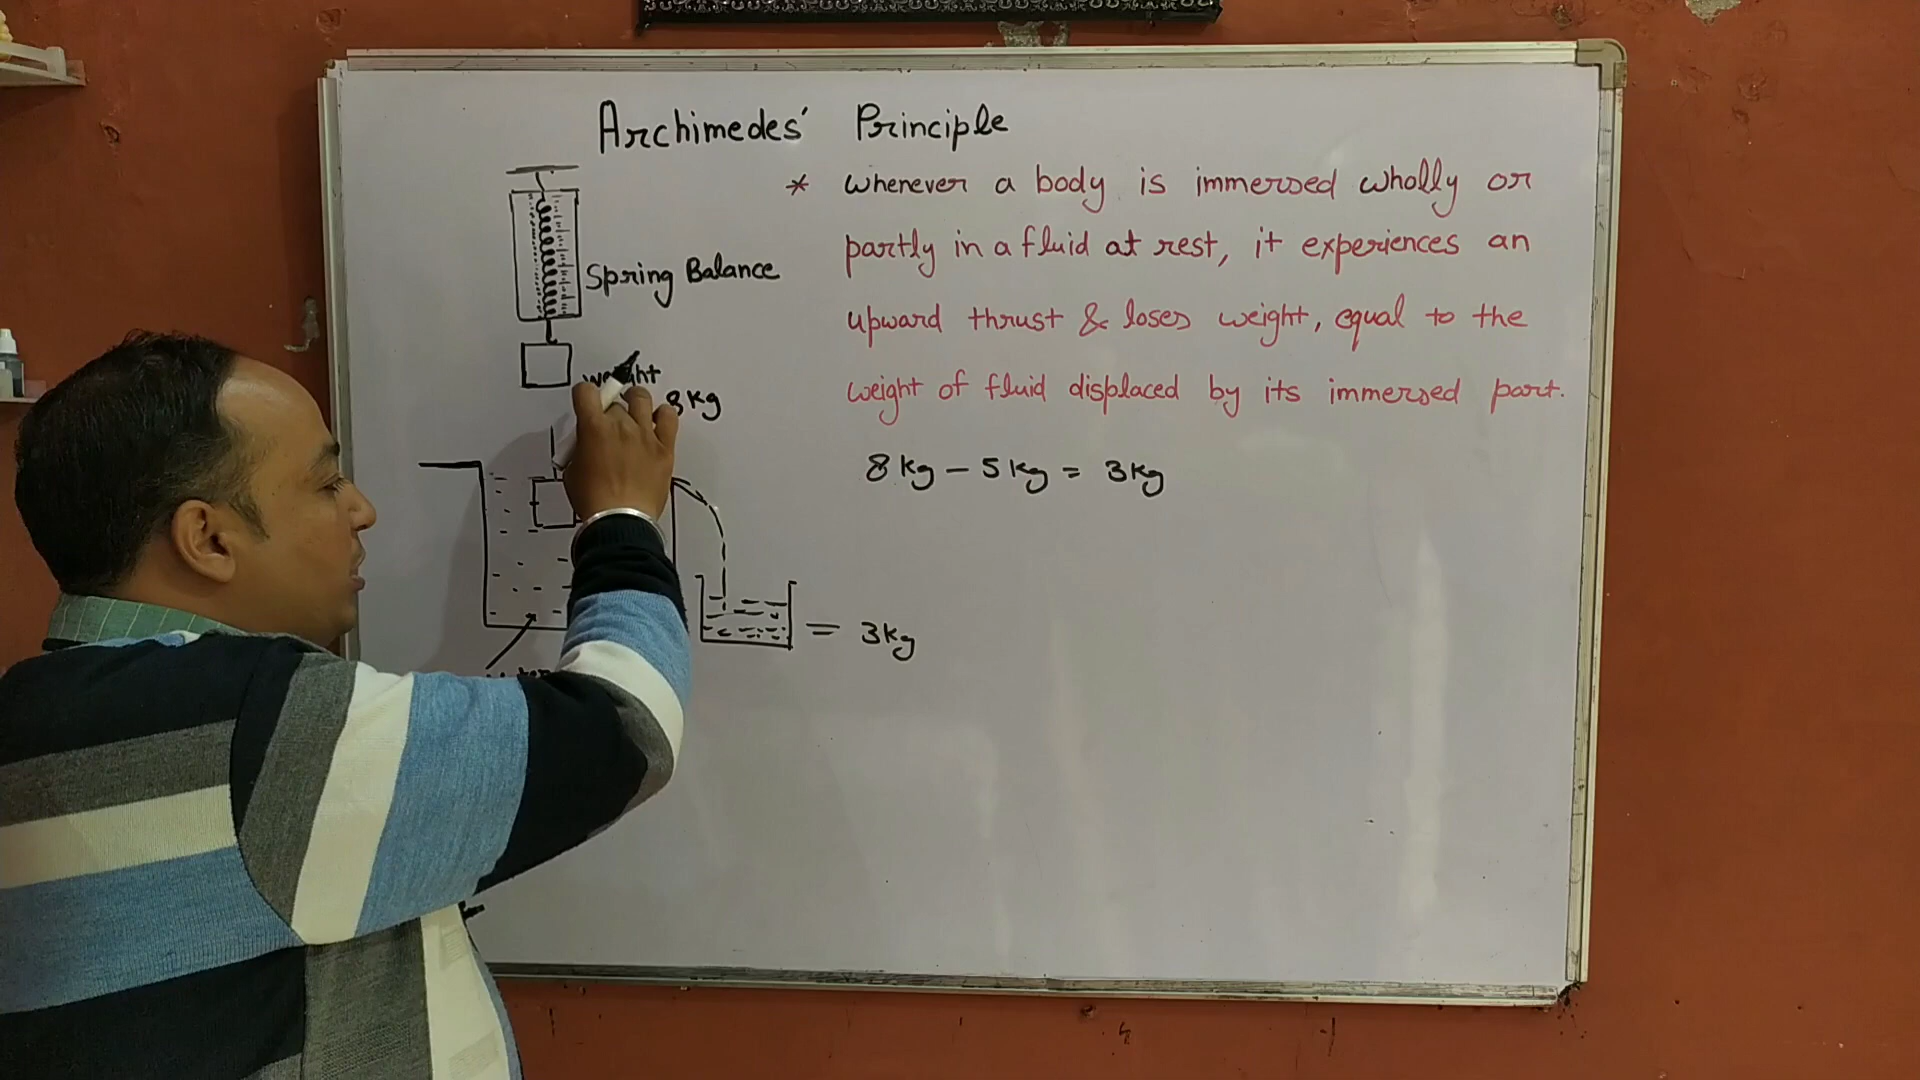 Archimedes' Principle
* whenever a body is immersed wholly or
partly in a fluid at rest, it experiences an
upward thrust & loses weight, equal to the
weight of fluid displaced by its immersed part.
8 kg - 5 kg = 3 kg
Spring Balance
weight
8 kg
= 3 kg